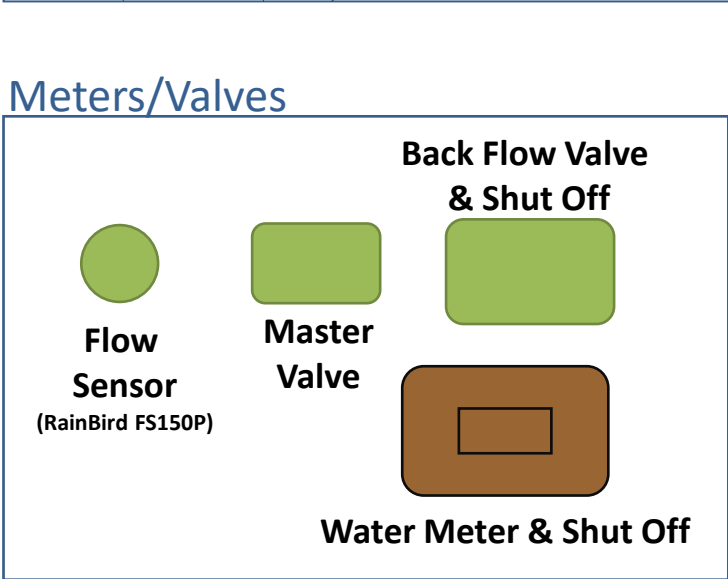 Meters/Valves
Back Flow Valve
& Shut Off
Flow
Sensor
(RainBird FS150P)
Master
Valve
Water Meter & Shut Off